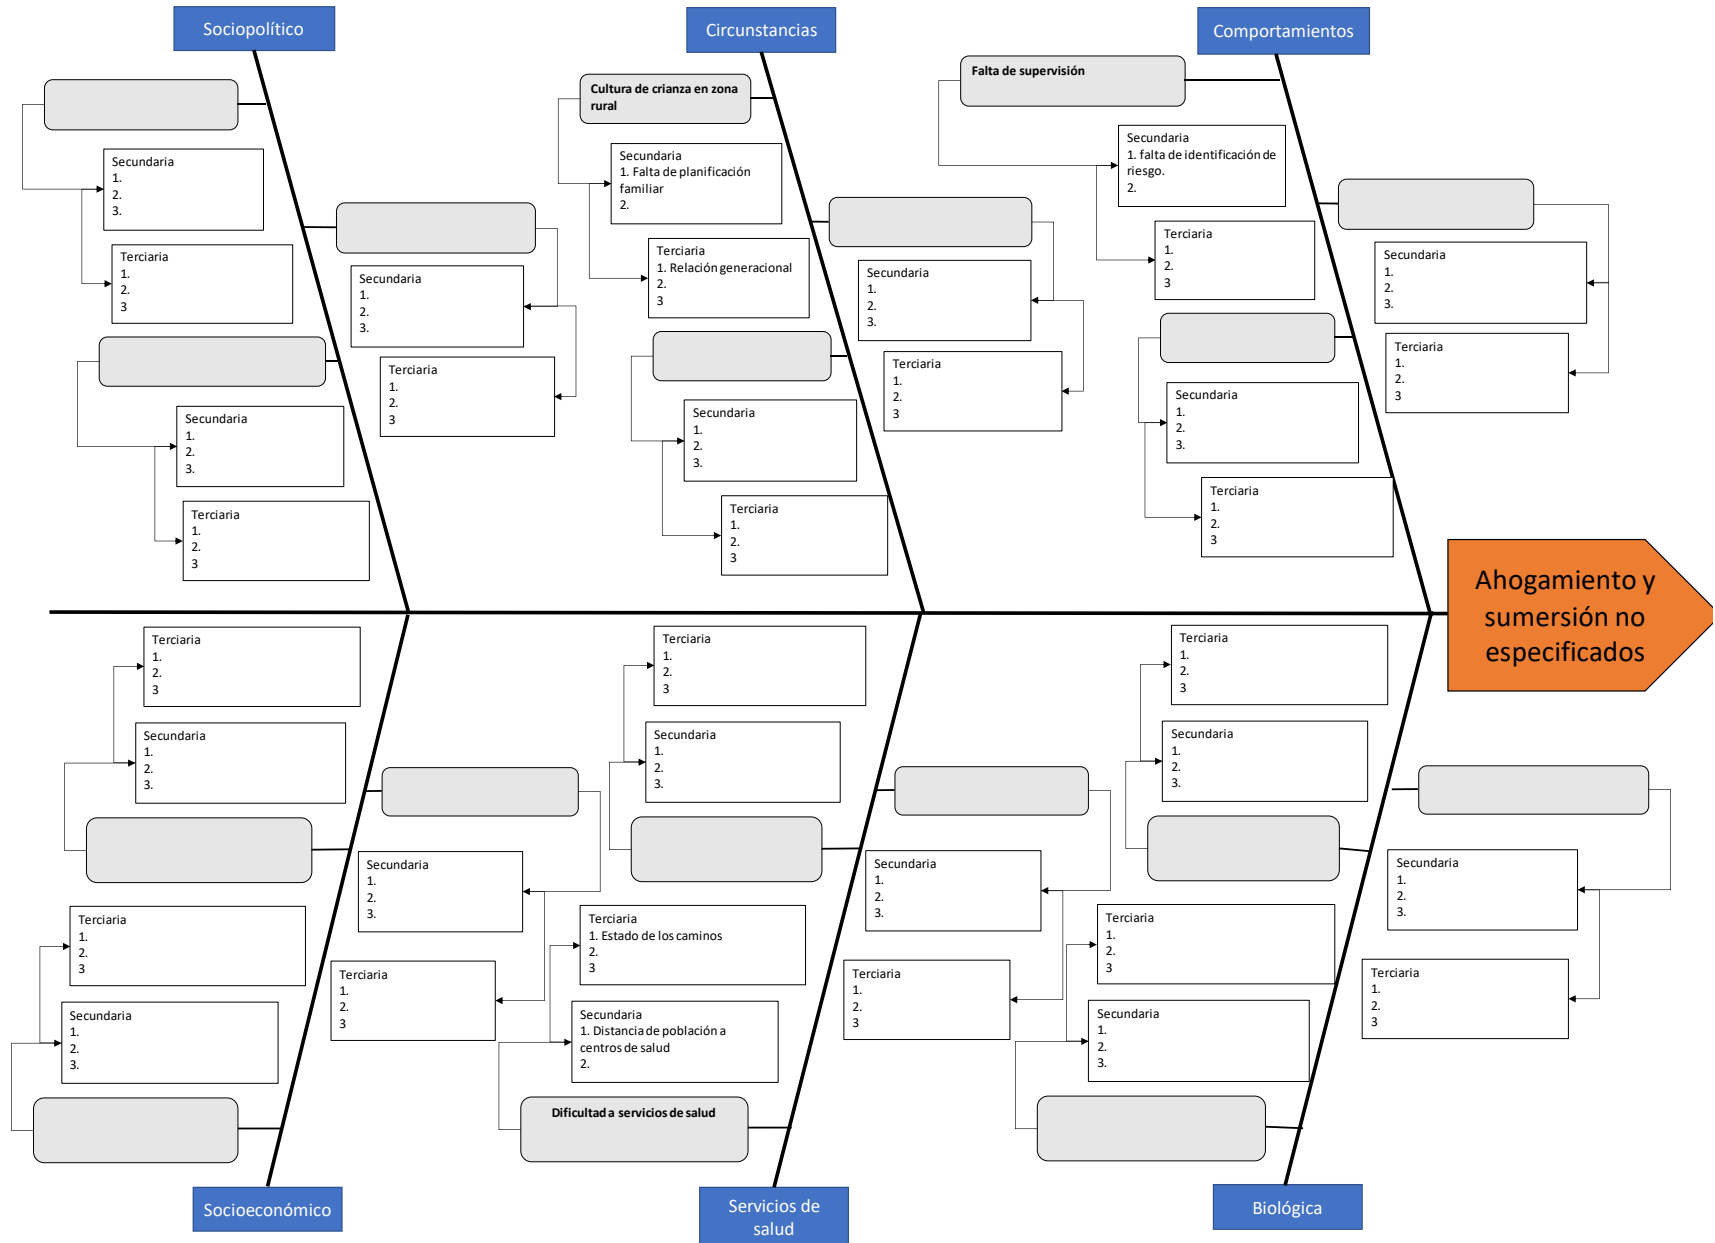 Sociopolítico
Circunstancias
Comportamientos
Falta de supervisión
Cultura de crianza en zona
rural
Secundaria
1. falta de identificación de
riesgo.
2.
Secundaria
1. Falta de planificación
familiar
2.
Secundaria
1.
2.
3.
Terciaria
1.
2.
3
Terciaria
1. Relación generacional
2.
3
Terciaria
1.
2.
3
Secundaria
1.
2.
3.
Secundaria
1.
2.
3.
Secundaria
1.
2.
3.
Terciaria
1.
2.
3
Terciaria
1.
2.
3
Terciaria
1.
2.
3
Secundaria
1.
2.
3.
Secundaria
1.
2.
3.
Secundaria
1.
2.
3.
Terciaria
1.
2.
3
Terciaria
1.
2.
3
Terciaria
1.
2.
3
Ahogamiento y
sumersión no
especificados
Terciaria
1.
2.
3
Terciaria
1.
2.
3
Terciaria
1.
2.
3
Secundaria
1.
2.
3.
Secundaria
1.
2.
3.
Secundaria
1.
2.
3.
Secundaria
1.
2.
3.
Secundaria
1.
2.
3.
Secundaria
1.
2.
3.
Terciaria
1.
2.
3
Terciaria
1. Estado de los caminos
2.
3
Terciaria
1.
2.
3
Terciaria
1.
2.
3
Terciaria
1.
2.
3
Terciaria
1.
2.
3
Secundaria
1.
2.
3.
Secundaria
1. Distancia de población a
centros de salud
2.
Secundaria
1.
2.
3.
Dificultad a servicios de salud
Socioeconómico
Servicios de
salud
Biológica